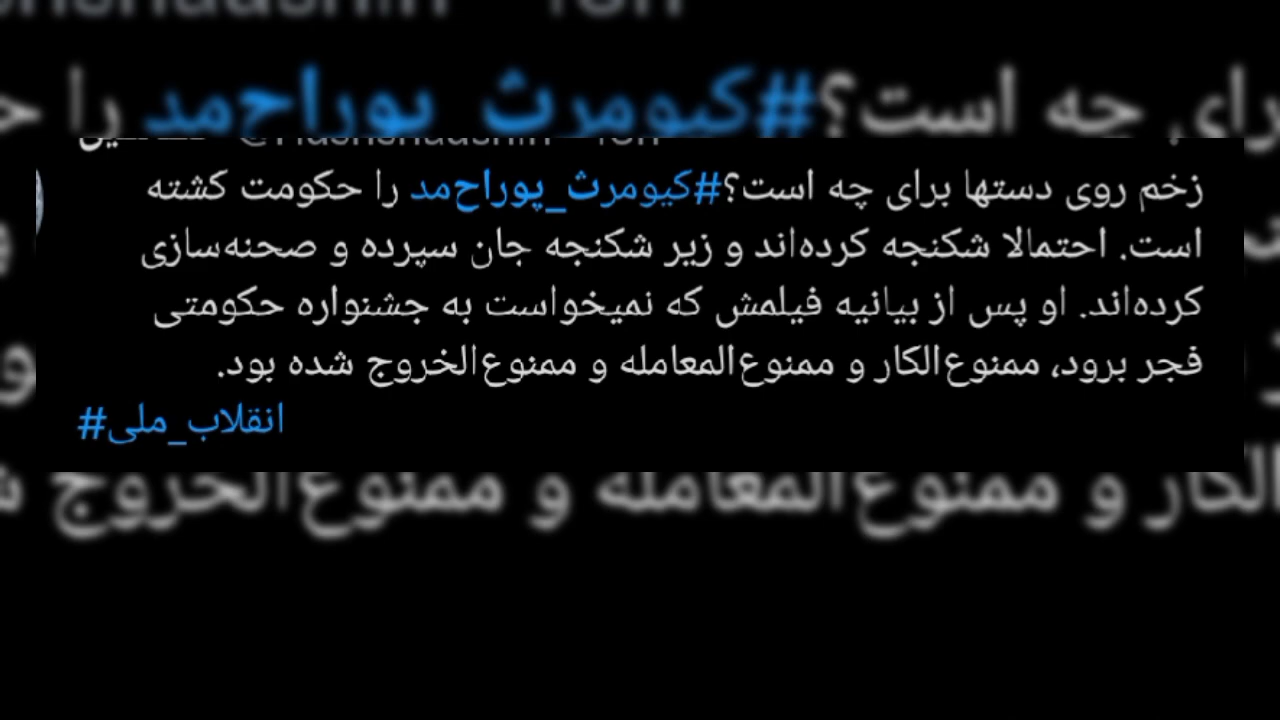 زخم روی دستها برای چه است؟#کیومرث_پوراحمد را حکومت کشته
است. احتمالا شکنجه کرده‌اند و زیر شکنجه جان سپرده و صحنه‌سازی
کرده‌اند. او پس از بیانیه فیلمش که نمیخواست به جشنواره حکومتی
فجر برود، ممنوع‌الکار و ممنوع‌المعامله و ممنوع‌الخروج شده بود.
#انقلاب_ملی